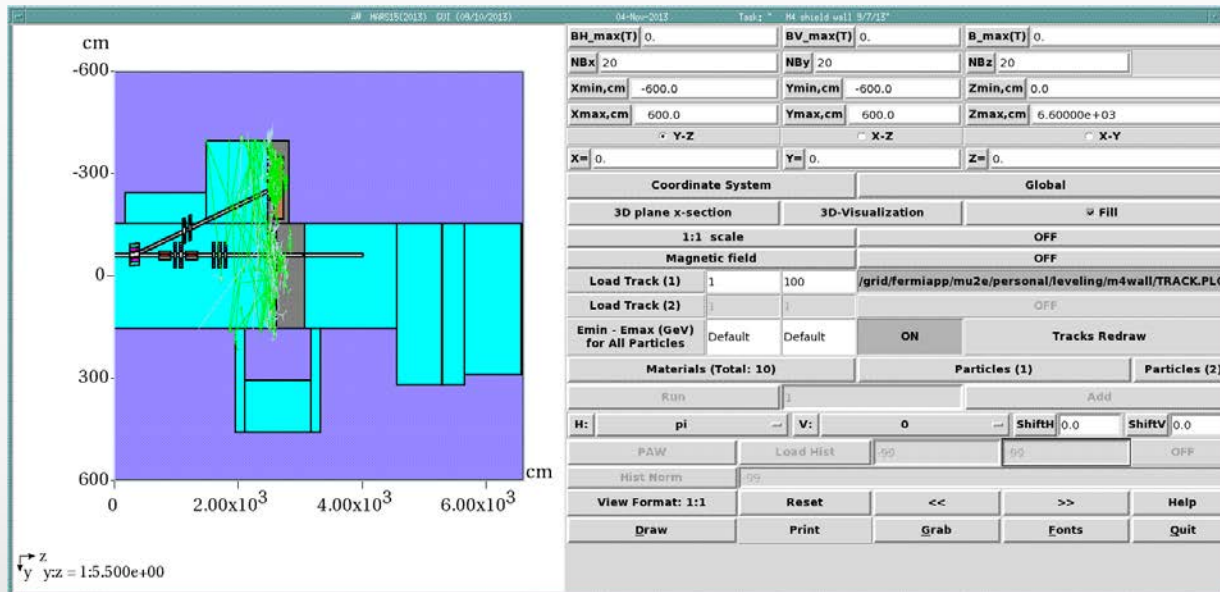 MARS15(2013) GUI (09/10/2013) 04-Nov-2013 Task: " M4 shield wall 9/7/13"
cm
-600
-300
0
300
600
cm
0 2.00x10³ 4.00x10³ 6.00x10³
z
y y:z = 1:5.500e+00
BH_max(T) 0. BV_max(T) 0. B_max(T) 0.
NBx 20 NBy 20 NBz 20
Xmin,cm -600.0 Ymin,cm -600.0 Zmin,cm 0.0
Xmax,cm 600.0 Ymax,cm 600.0 Zmax,cm 6.60000e+03
Y-Z X-Z X-Y
X= 0. Y= 0. Z= 0.
Coordinate System Global
3D plane x-section 3D-Visualization Fill
1:1 scale OFF
Magnetic field OFF
Load Track (1) 1 100 /grid/fermiapp/mu2e/personal/leveling/m4wall/TRACK.PLO
Load Track (2) 1 1 OFF
Emin - Emax (GeV)
for All Particles Default Default ON Tracks Redraw
Materials (Total: 10) Particles (1) Particles (2)
Run 1 Add
H: pi V: 0 ShiftH 0.0 ShiftV 0.0
PAW Load Hist -99 99 OFF
Hist Norm -99
View Format: 1:1 Reset << >> Help
Draw Print Grab Fonts Quit